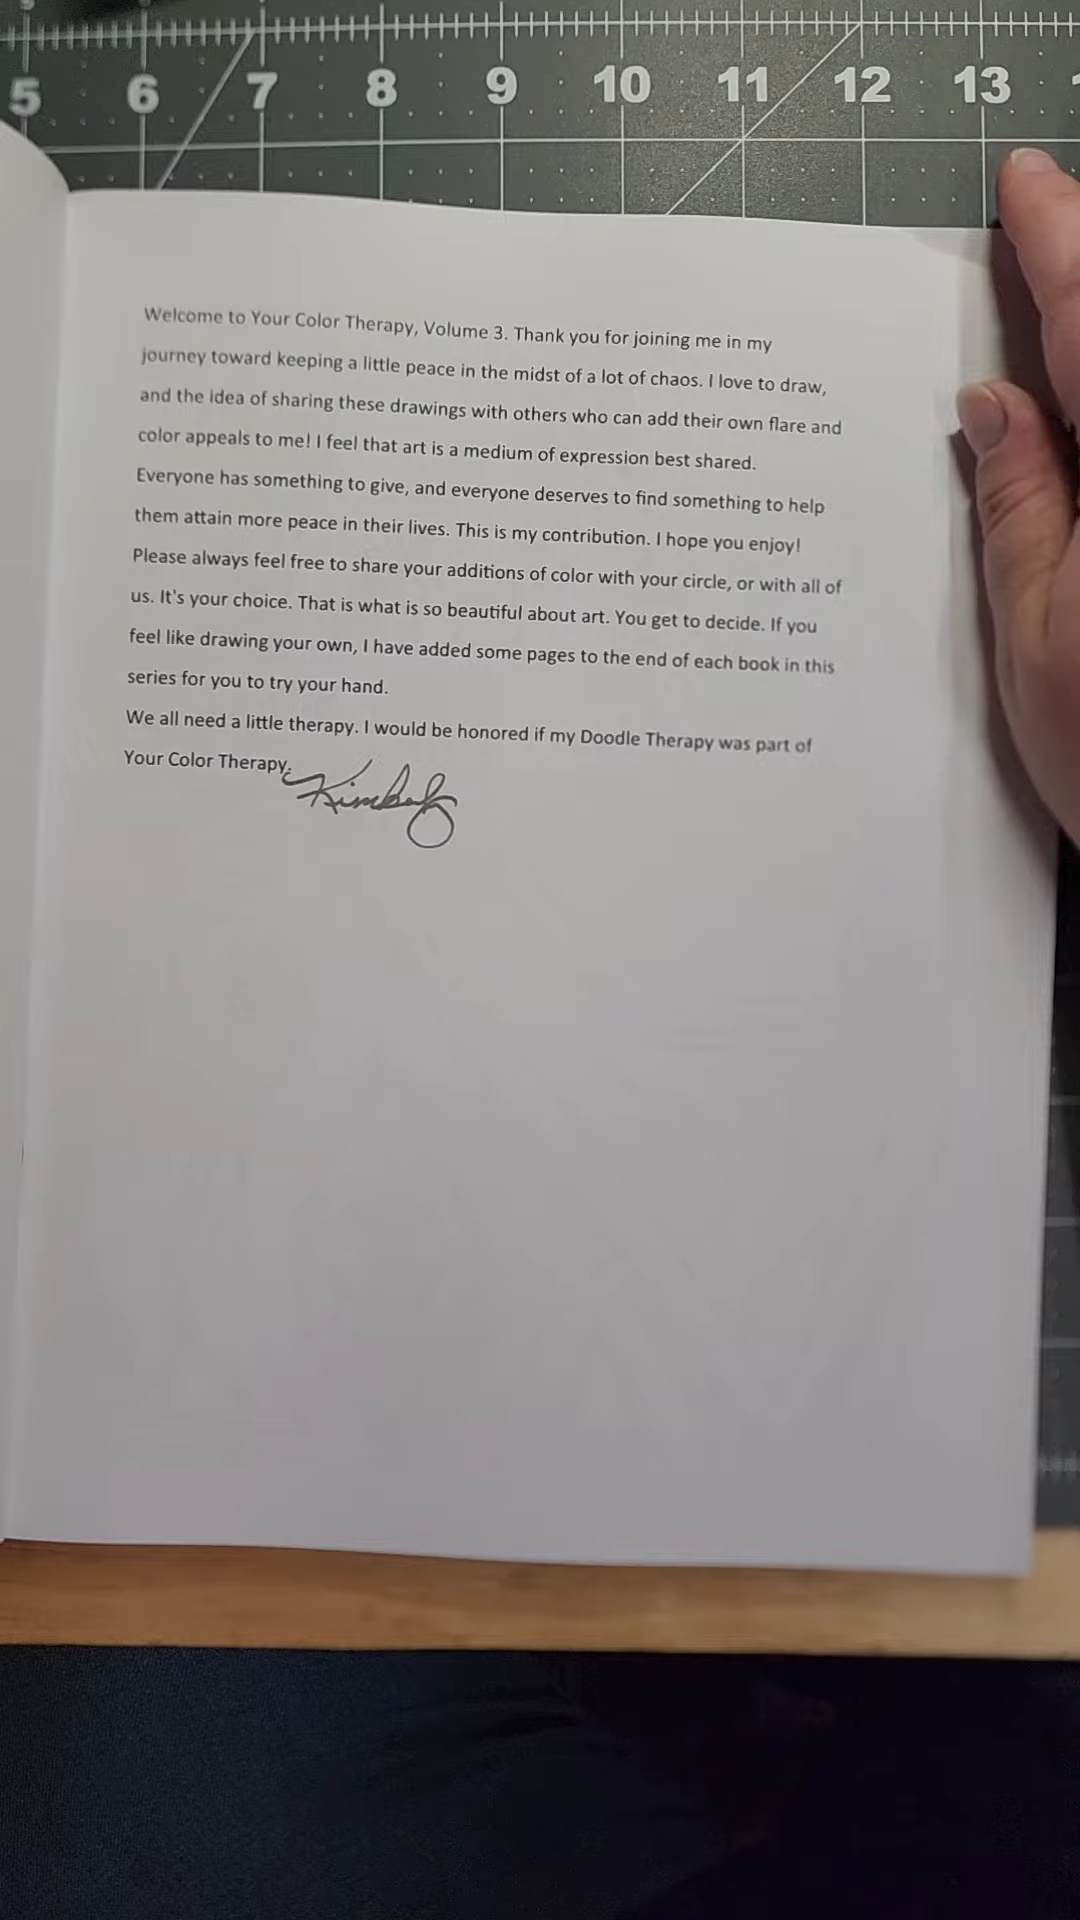 5 6 7 8 9 10 11 12 13
Welcome to Your Color Therapy, Volume 3. Thank you for joining me in my
journey toward keeping a little peace in the midst of a lot of chaos. I love to draw,
and the idea of sharing these drawings with others who can add their own flare and
color appeals to me! I feel that art is a medium of expression best shared.
Everyone has something to give, and everyone deserves to find something to help
them attain more peace in their lives. This is my contribution. I hope you enjoy!
Please always feel free to share your additions of color with your circle, or with all of
us. It's your choice. That is what is so beautiful about art. You get to decide. If you
feel like drawing your own, I have added some pages to the end of each book in this
series for you to try your hand.
We all need a little therapy. I would be honored if my Doodle Therapy was part of
Your Color Therapy.
Kimberly